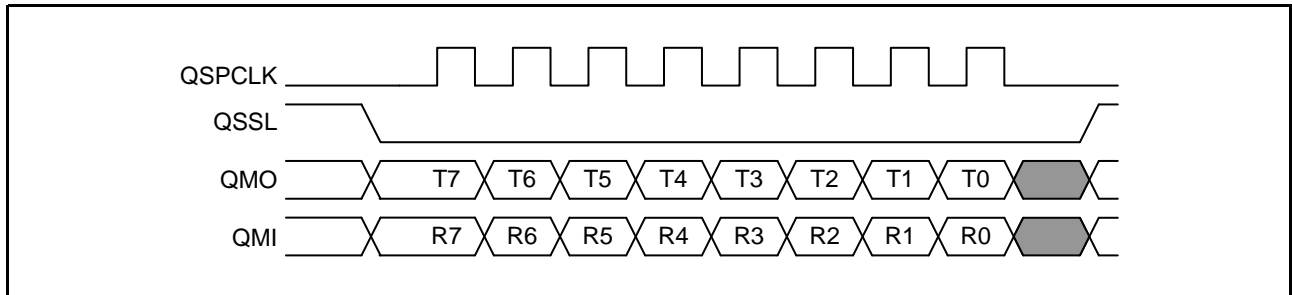 QSPCLK
QSSL
QMO T7 T6 T5 T4 T3 T2 T1 T0
QMI R7 R6 R5 R4 R3 R2 R1 R0